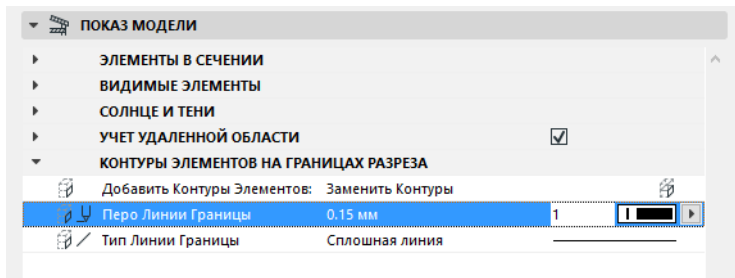 ПОКАЗ МОДЕЛИ
ЭЛЕМЕНТЫ В СЕЧЕНИИ
ВИДИМЫЕ ЭЛЕМЕНТЫ
СОЛНЦЕ И ТЕНИ
УЧЕТ УДАЛЕННОЙ ОБЛАСТИ
КОНТУРЫ ЭЛЕМЕНТОВ НА ГРАНИЦАХ РАЗРЕЗА
Добавить Контуры Элементов: Заменить Контуры
Перо Линии Границы 0.15 мм 1
Тип Линии Границы Сплошная линия